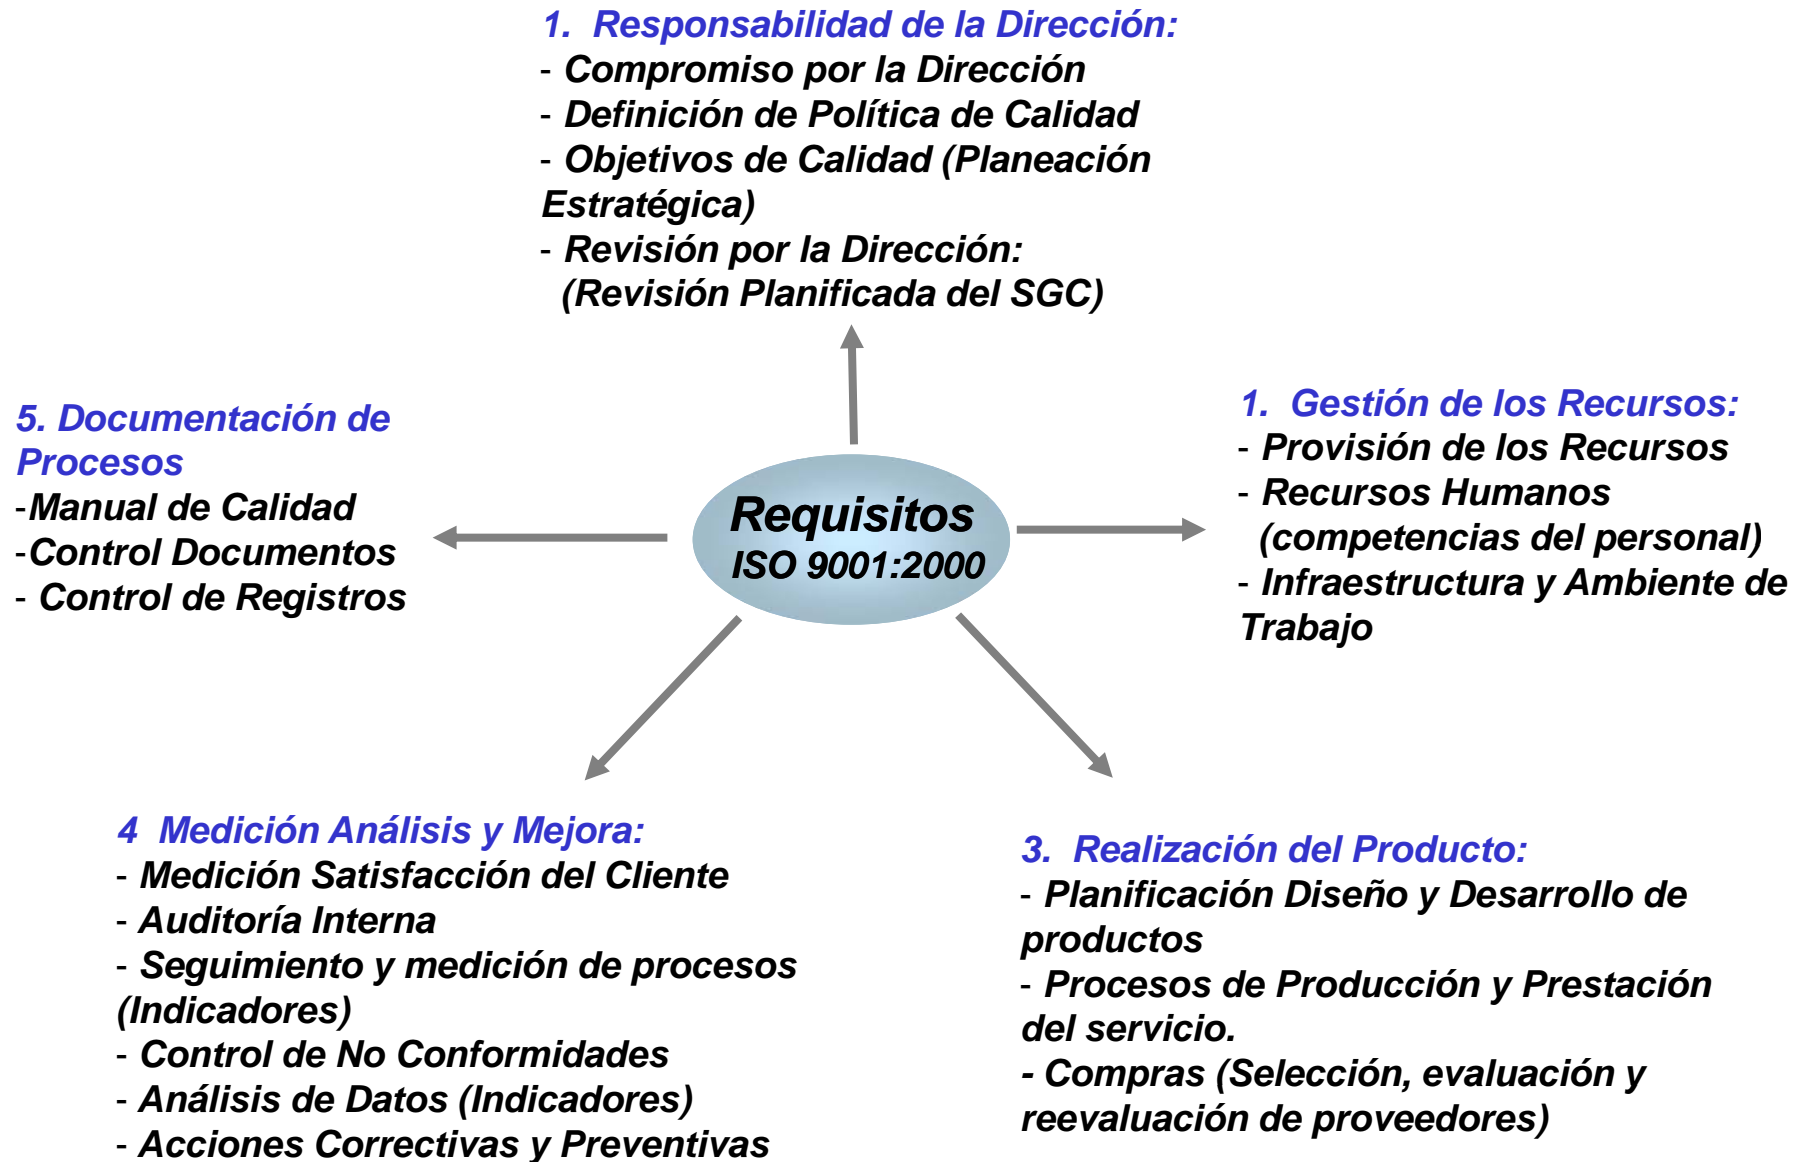 1. Responsabilidad de la Dirección:
- Compromiso por la Dirección
- Definición de Política de Calidad
- Objetivos de Calidad (Planeación
Estratégica)
- Revisión por la Dirección:
(Revisión Planificada del SGC)
5. Documentación de
Procesos
-Manual de Calidad
-Control Documentos
- Control de Registros
Requisitos
ISO 9001:2000
1. Gestión de los Recursos:
- Provisión de los Recursos
- Recursos Humanos
(competencias del personal)
- Infraestructura y Ambiente de
Trabajo
4 Medición Análisis y Mejora:
- Medición Satisfacción del Cliente
- Auditoría Interna
- Seguimiento y medición de procesos
(Indicadores)
- Control de No Conformidades
- Análisis de Datos (Indicadores)
- Acciones Correctivas y Preventivas
3. Realización del Producto:
- Planificación Diseño y Desarrollo de
productos
- Procesos de Producción y Prestación
del servicio.
- Compras (Selección, evaluación y
reevaluación de proveedores)